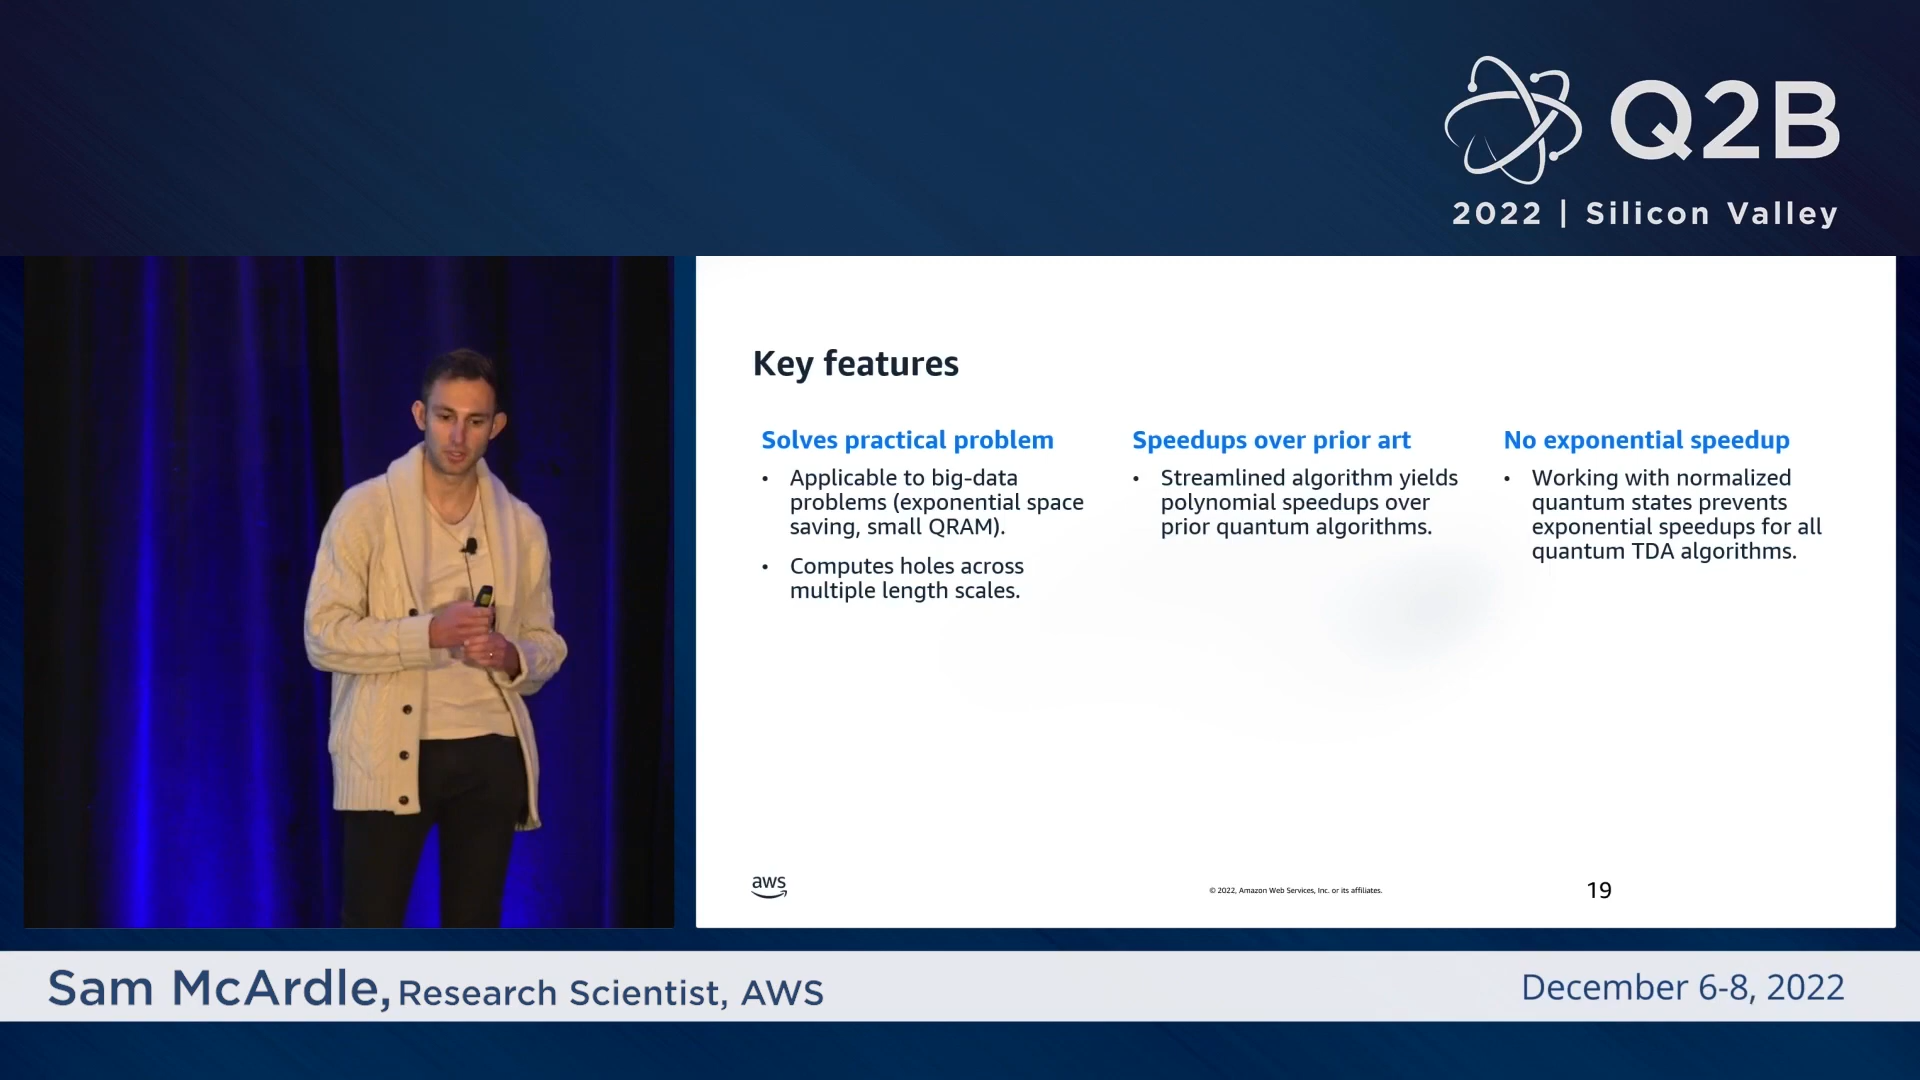 Q2B
2022 | Silicon Valley
Key features
Solves practical problem
• Applicable to big-data
problems (exponential space
saving, small QRAM).
• Computes holes across
multiple length scales.
Speedups over prior art
• Streamlined algorithm yields
polynomial speedups over
prior quantum algorithms.
No exponential speedup
• Working with normalized
quantum states prevents
exponential speedups for all
quantum TDA algorithms.
aws
© 2022, Amazon Web Services, Inc. or its affiliates.
19
Sam McArdle, Research Scientist, AWS
December 6-8, 2022